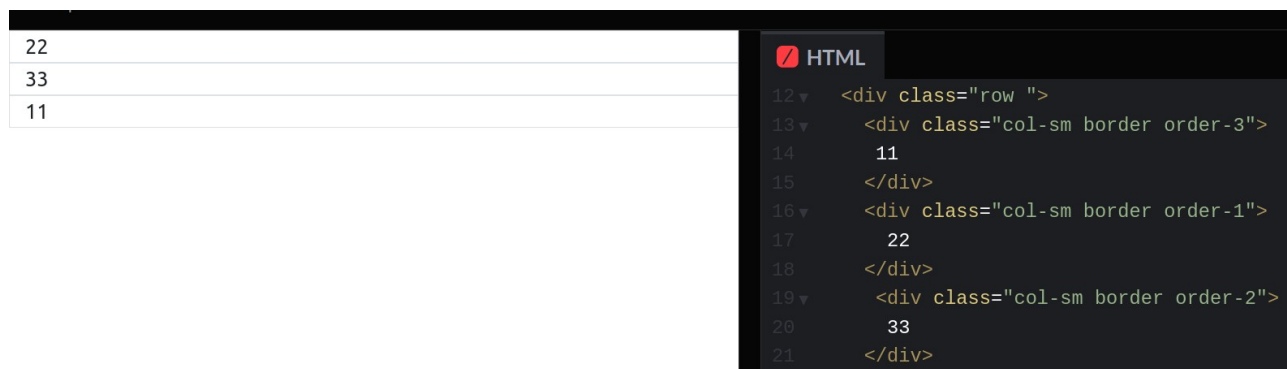 22
33
11
HTML
12 <div class="row ">
13 <div class="col-sm border order-3">
14 11
15 </div>
16 <div class="col-sm border order-1">
17 22
18 </div>
19 <div class="col-sm border order-2">
20 33
21 </div>